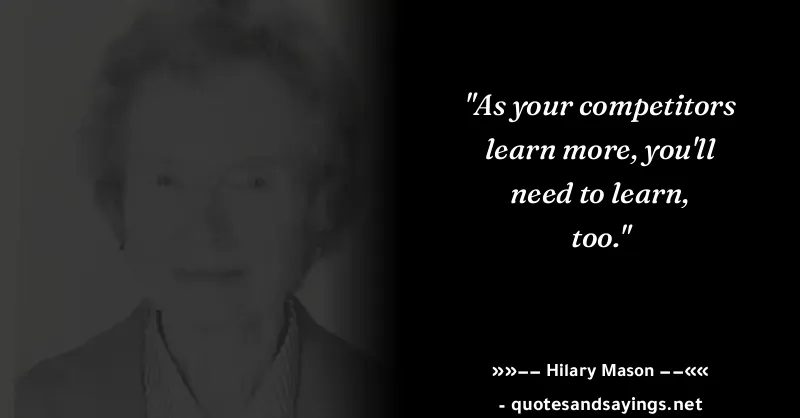 "As your competitors
learn more, you'll
need to learn,
too."
»»−− Hilary Mason −−««
- quotesandsayings.net